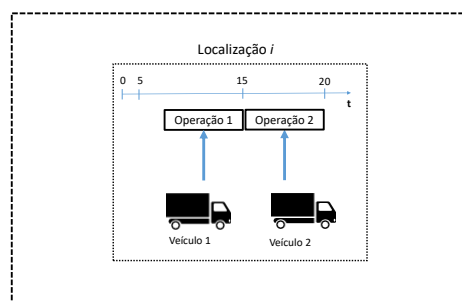 Localização i
0 5 15 20
t
Operação 1 Operação 2
Veículo 1 Veículo 2